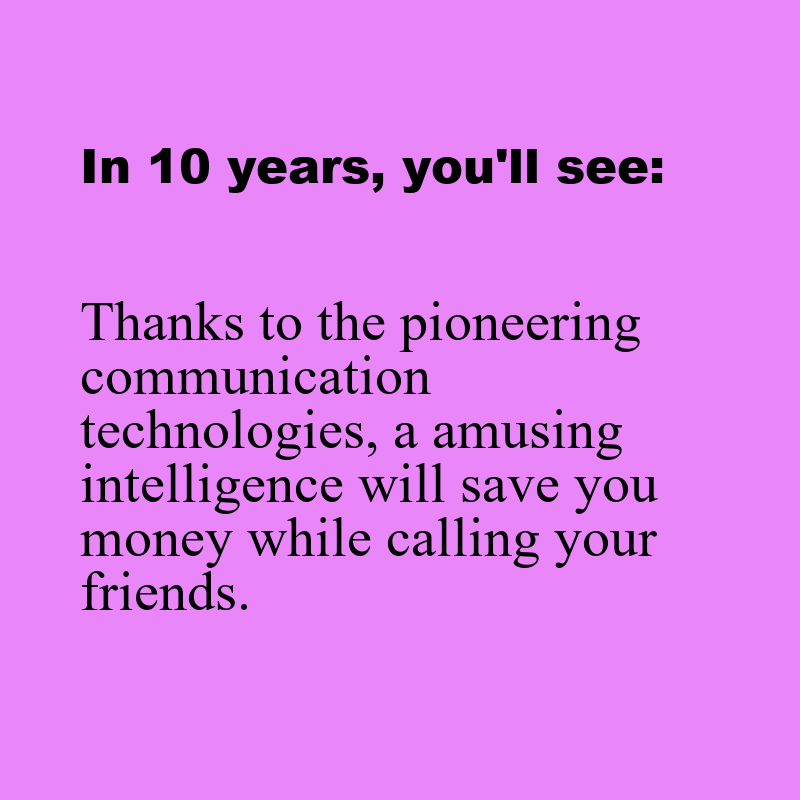 In 10 years, you'll see:
Thanks to the pioneering
communication
technologies, a amusing
intelligence will save you
money while calling your
friends.